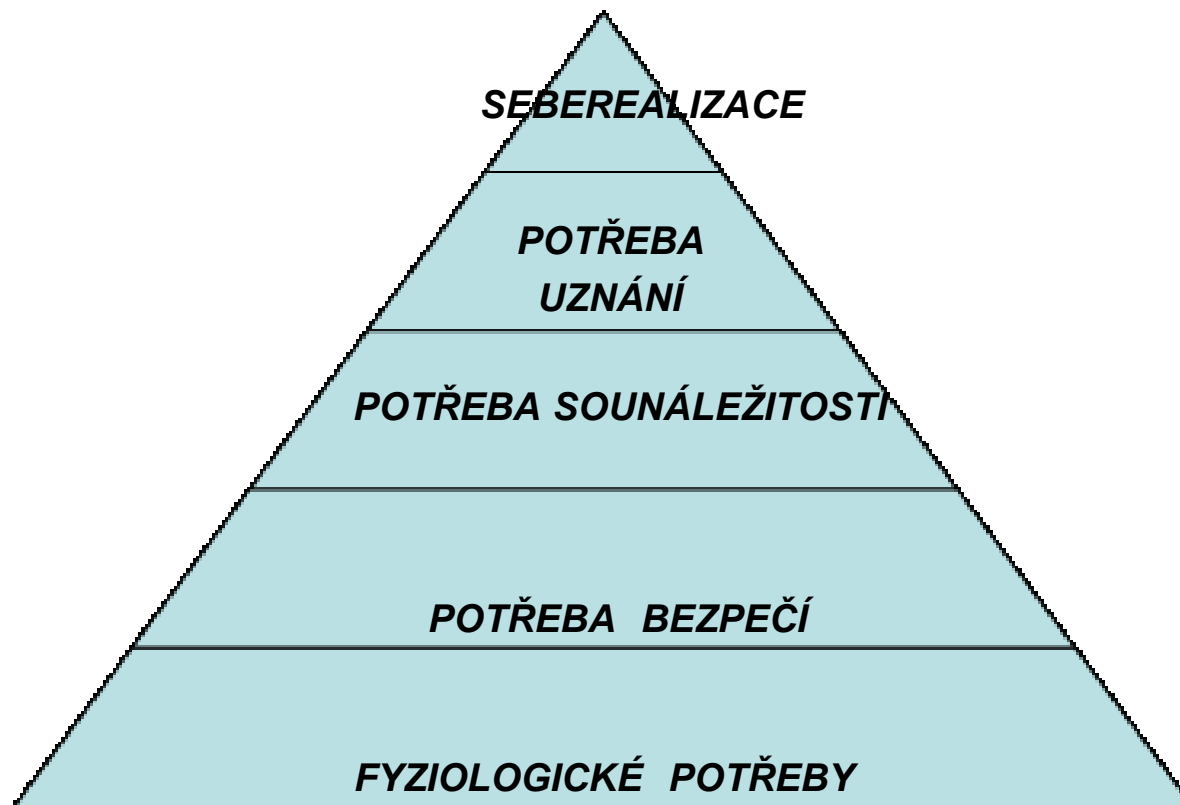 SEBEREALIZACE
POTŘEBA
UZNÁNÍ
POTŘEBA SOUNÁLEŽITOSTI
POTŘEBA BEZPEČÍ
FYZIOLOGICKÉ POTŘEBY